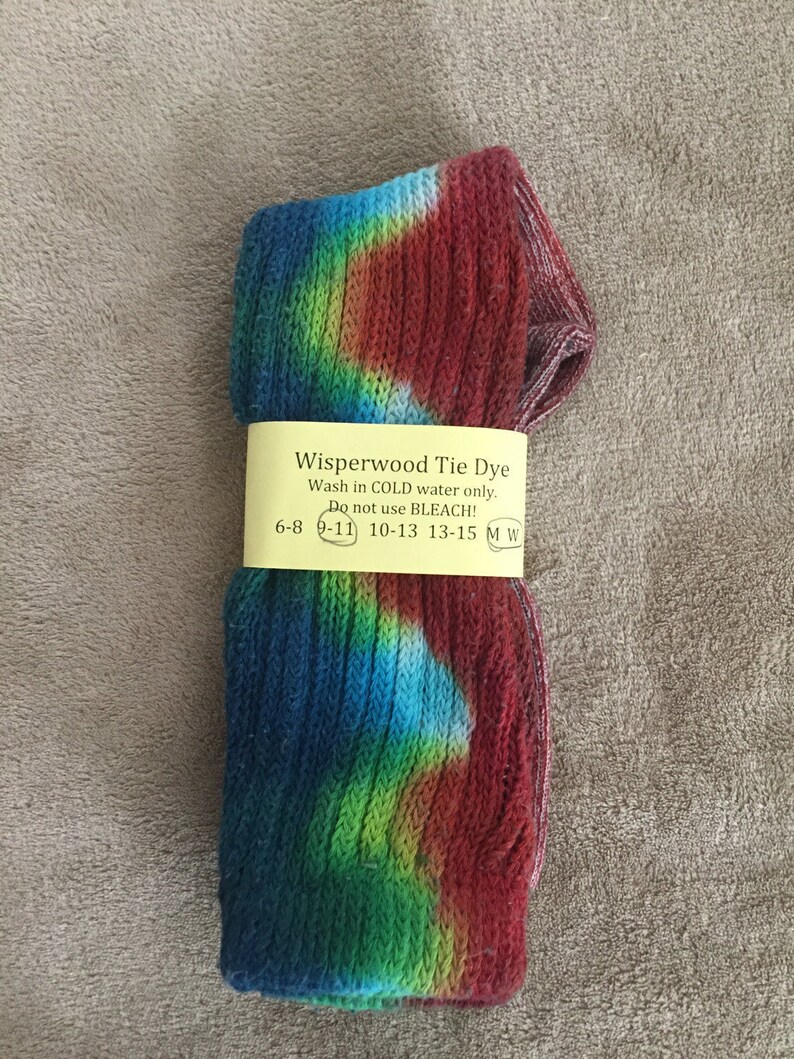 Wisperwood Tie Dye
Wash in COLD water only.
Do not use BLEACH!
6-8 9-11 10-13 13-15 M W